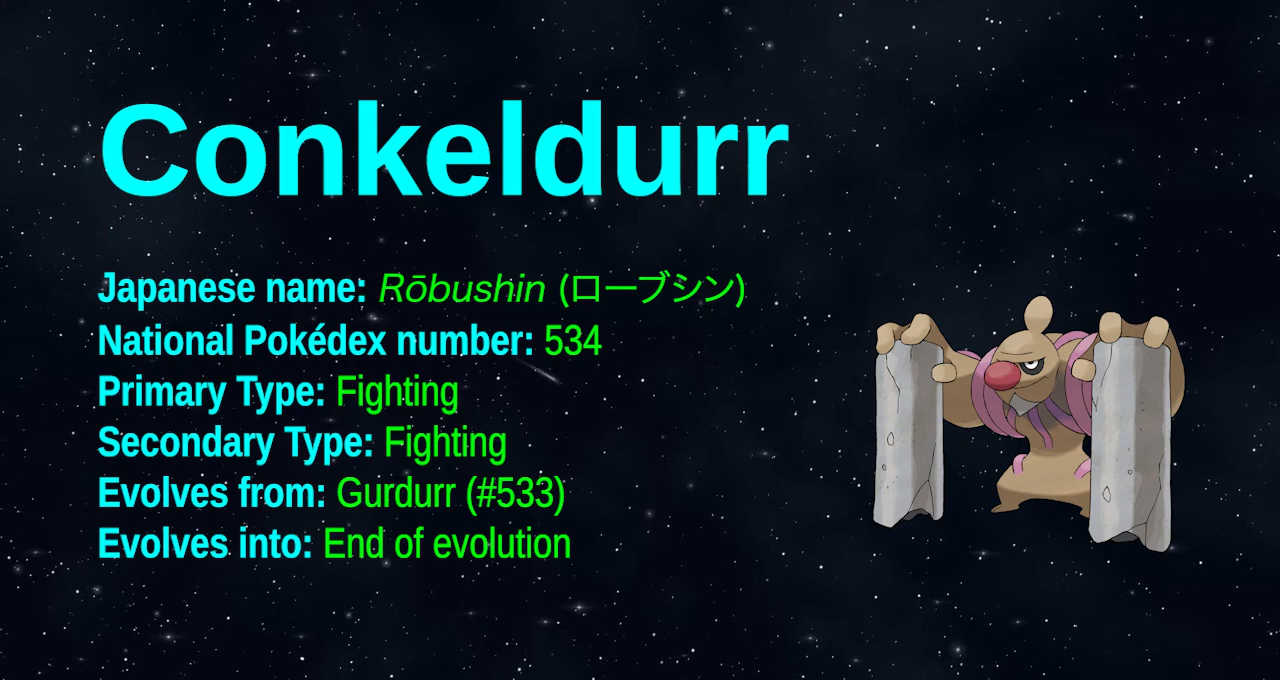 Conkeldurr
Japanese name: Rōbushin (ローブシン)
National Pokédex number: 534
Primary Type: Fighting
Secondary Type: Fighting
Evolves from: Gurdurr (#533)
Evolves into: End of evolution